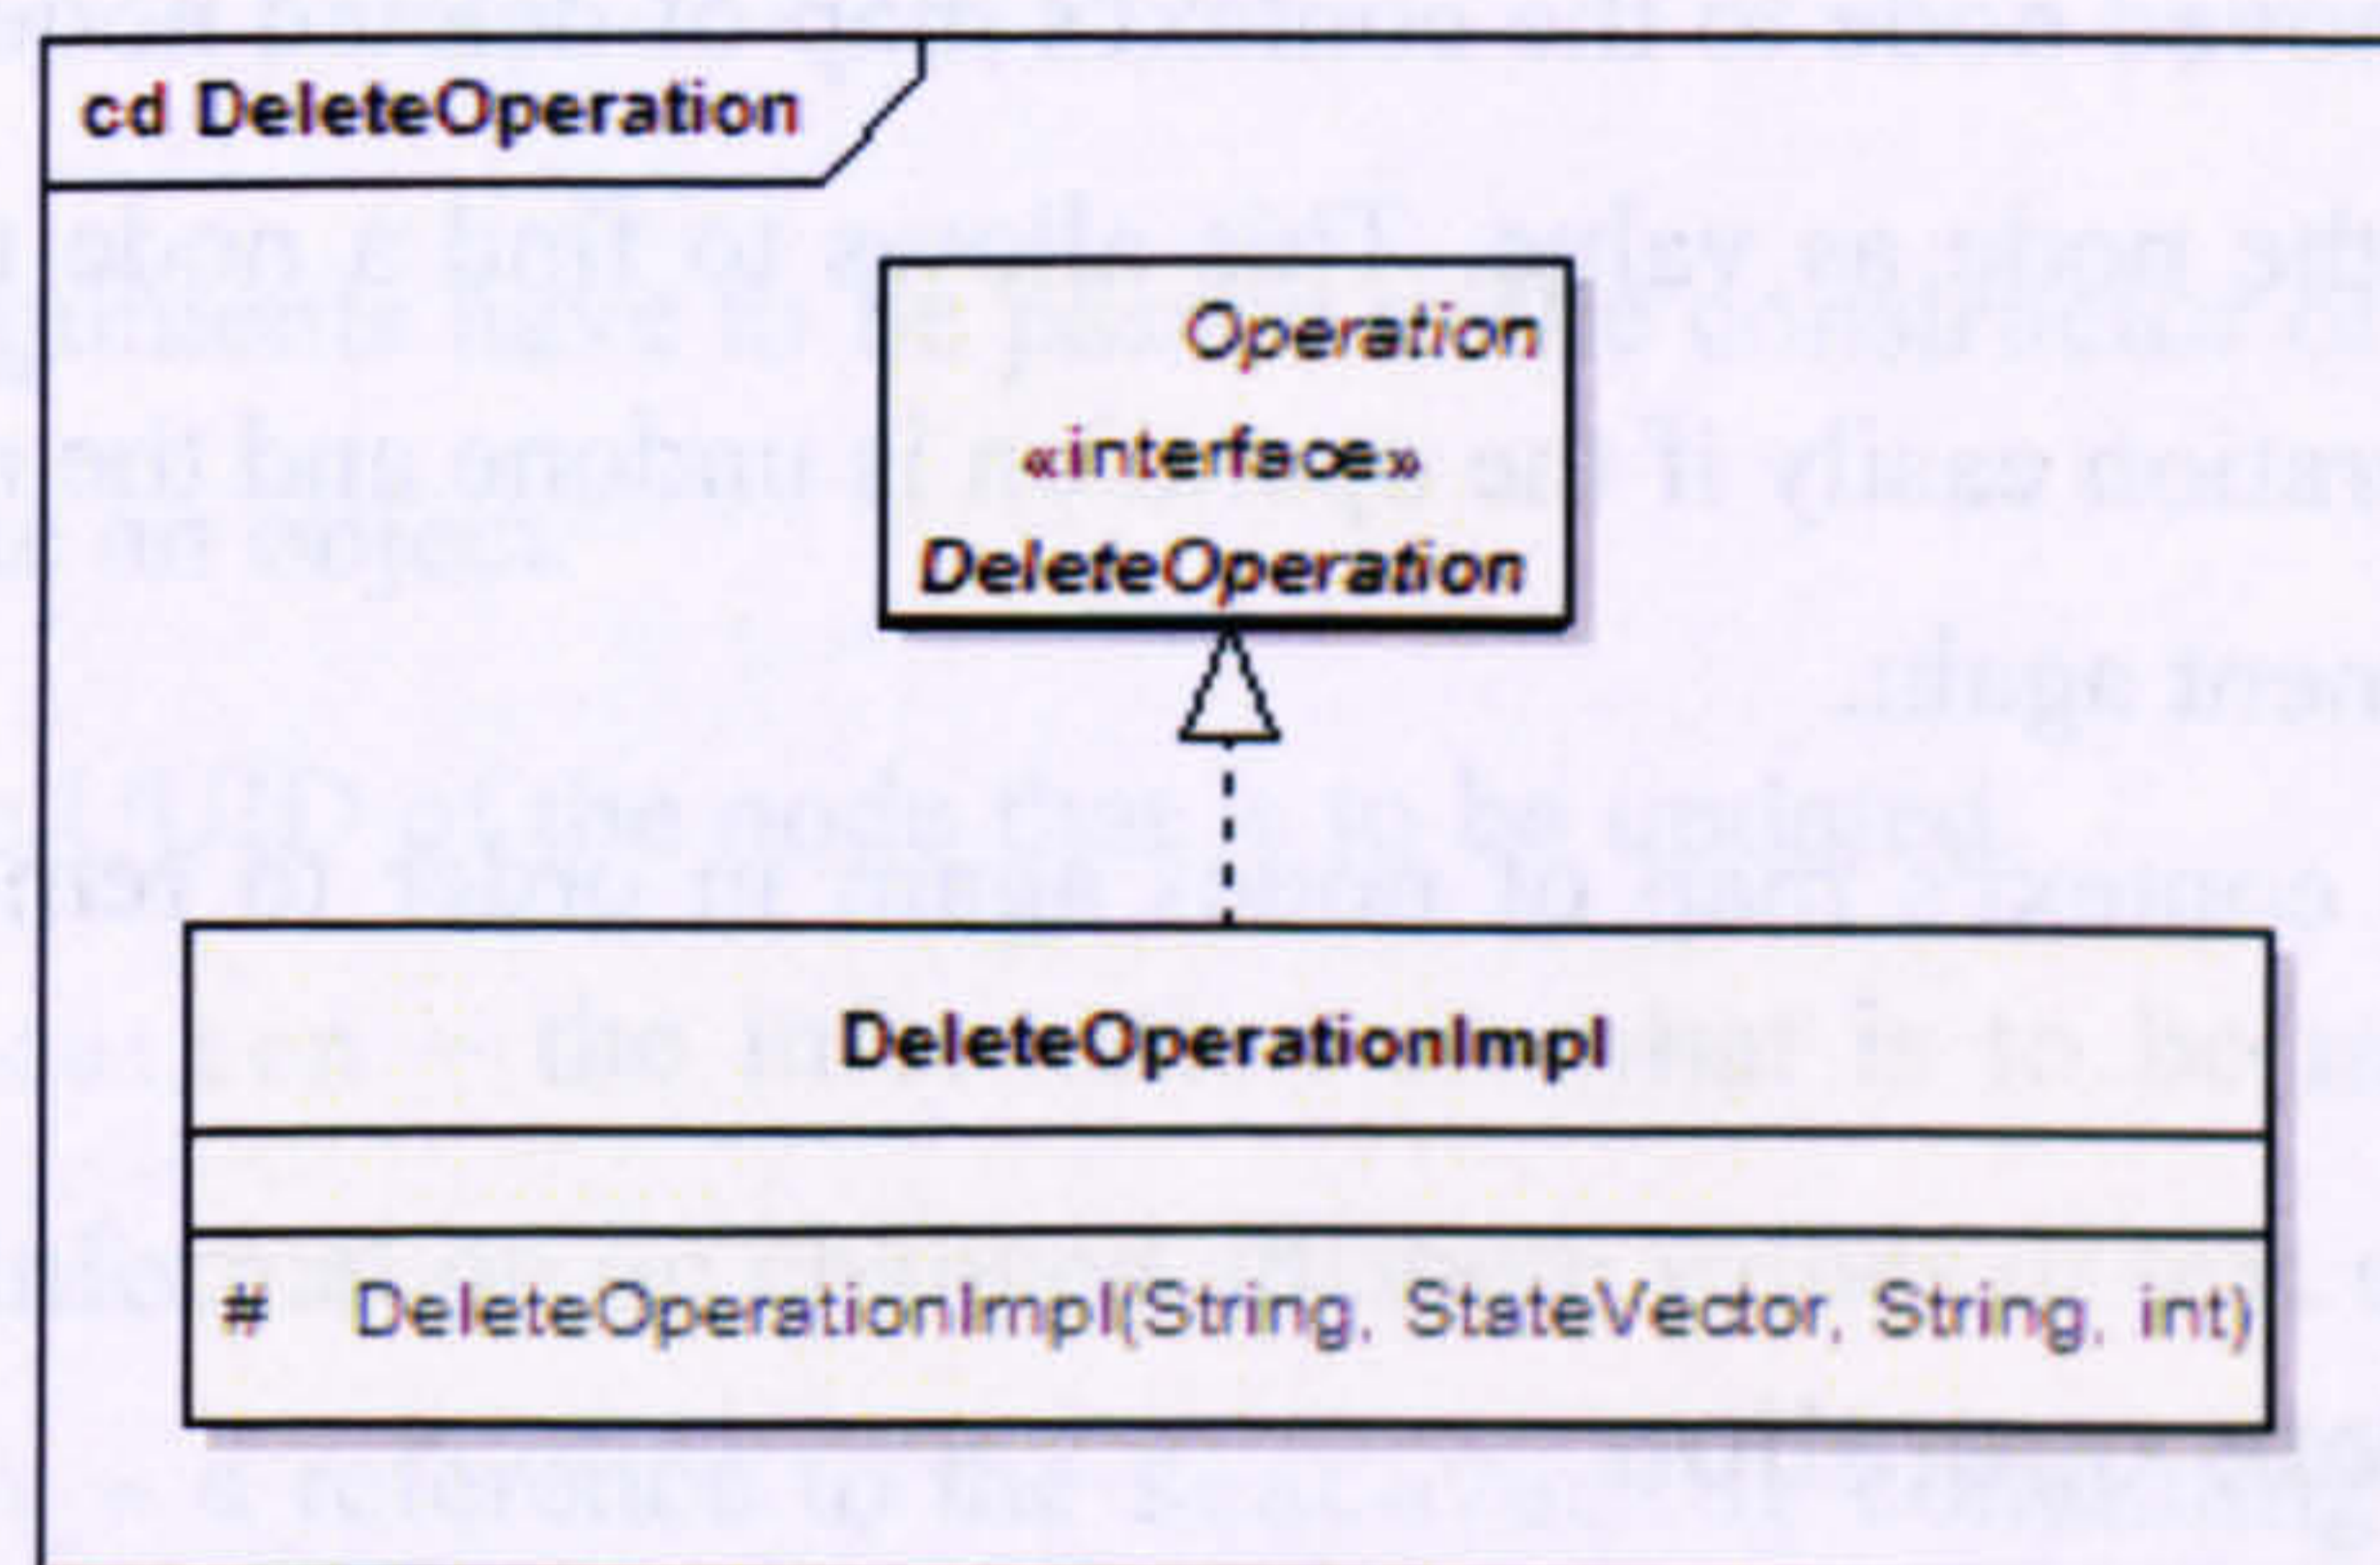 cd DeleteOperation
Operation
«interface»
DeleteOperation
DeleteOperationImpl
# DeleteOperationImpl(String, StateVector, String, int)